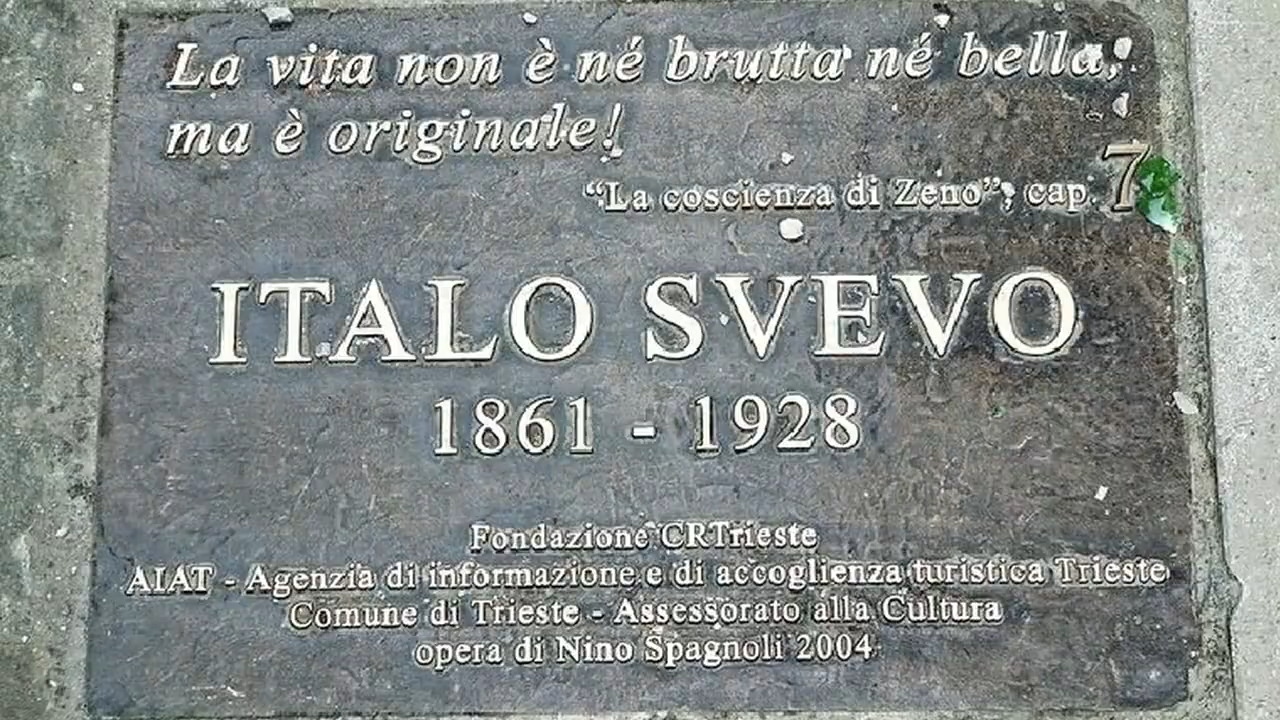 La vita non è né brutta né bella,
ma è originale!
“La coscienza di Zeno”, cap. 7
ITALO SVEVO
1861 - 1928
Fondazione CRTrieste
AIAT - Agenzia di informazione e di accoglienza turistica Trieste
Comune di Trieste - Assessorato alla Cultura
opera di Nino Spagnoli 2004